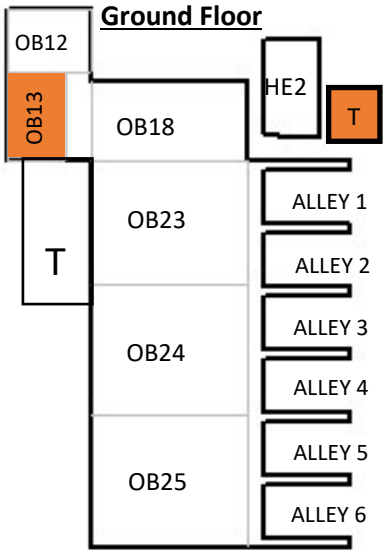 Ground Floor
OB12
HE2
OB13
T
OB18
ALLEY 1
OB23
T
ALLEY 2
ALLEY 3
OB24
ALLEY 4
ALLEY 5
OB25
ALLEY 6